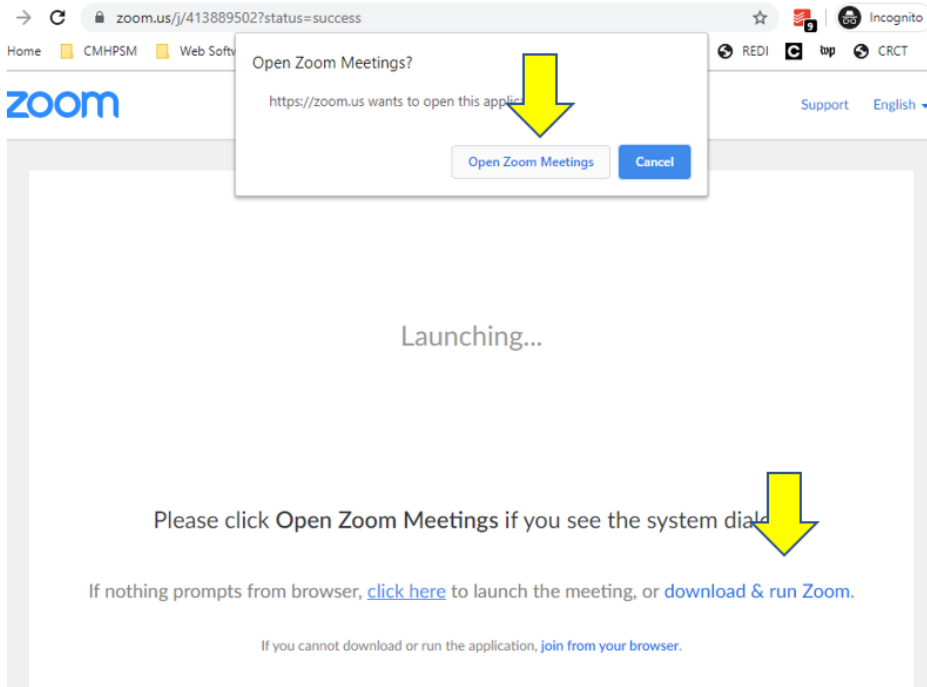 zoom.us/j/413889502?status=success
9
Incognito
Home CMHPSM Web Softw REDI C wp CRCT
zoom
Support English
Open Zoom Meetings?
https://zoom.us wants to open this applic
Open Zoom Meetings Cancel
Launching...
Please click Open Zoom Meetings if you see the system dialo
If nothing prompts from browser, click here to launch the meeting, or download & run Zoom.
If you cannot download or run the application, join from your browser.